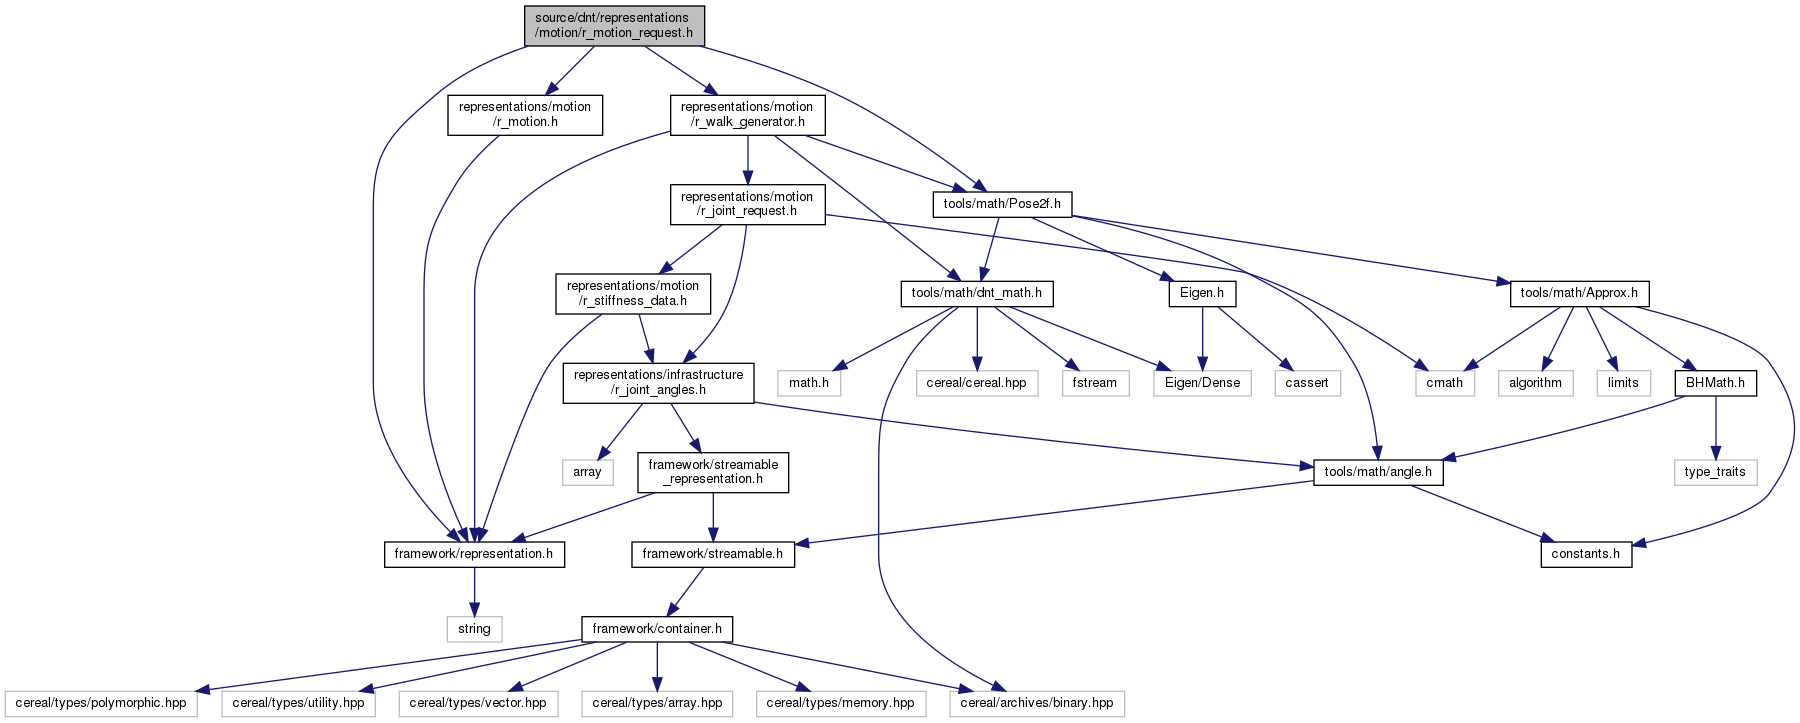 source/dnt/representations
/motion/r_motion_request.h
representations/motion
/r_motion.h
representations/motion
/r_walk_generator.h
representations/motion
/r_joint_request.h
tools/math/Pose2f.h
representations/motion
/r_stiffness_data.h
tools/math/dnt_math.h
Eigen.h
tools/math/Approx.h
representations/infrastructure
/r_joint_angles.h
math.h
cereal/cereal.hpp
fstream
Eigen/Dense
cassert
cmath
algorithm
limits
BHMath.h
array
framework/streamable
_representation.h
tools/math/angle.h
type_traits
framework/representation.h
framework/streamable.h
constants.h
string
framework/container.h
cereal/types/polymorphic.hpp
cereal/types/utility.hpp
cereal/types/vector.hpp
cereal/types/array.hpp
cereal/types/memory.hpp
cereal/archives/binary.hpp